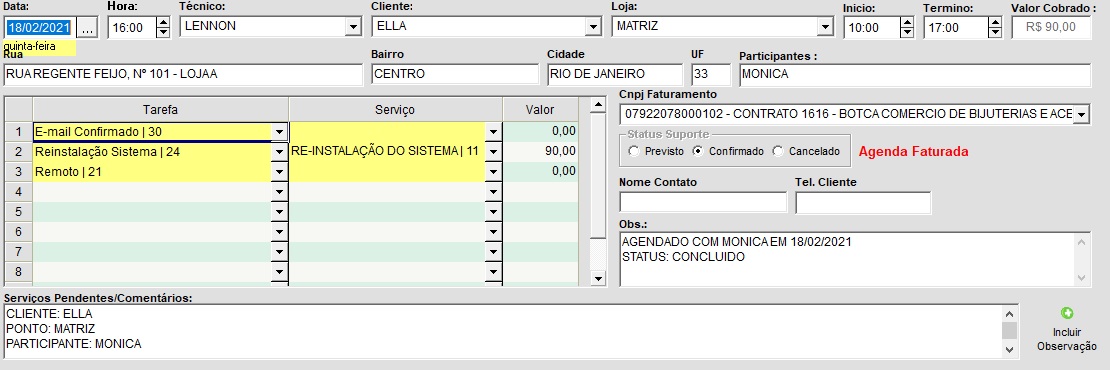 Data: Hora: Técnico: Cliente: Loja: Inicio: Termino: Valor Cobrado :
18/02/2021 ... 16:00 LENNON ELLA MATRIZ 10:00 17:00 R$ 90,00
quinta-feira
Rua Bairro Cidade UF Participantes :
RUA REGENTE FEIJO, Nº 101 - LOJAA CENTRO RIO DE JANEIRO 33 MONICA
Tarefa Serviço Valor
1 E-mail Confirmado | 30 0,00
2 Reinstalação Sistema | 24 RE-INSTALAÇÃO DO SISTEMA | 11 90,00
3 Remoto | 21 0,00
4
5
6
7
8
Cnpj Faturamento
07922078000102 - CONTRATO 1616 - BOTCA COMERCIO DE BIJUTERIAS E ACE
Status Suporte
Previsto Confirmado Cancelado Agenda Faturada
Nome Contato Tel. Cliente
Obs.:
AGENDADO COM MONICA EM 18/02/2021
STATUS: CONCLUIDO
Serviços Pendentes/Comentários:
CLIENTE: ELLA
PONTO: MATRIZ
PARTICIPANTE: MONICA
Incluir
Observação